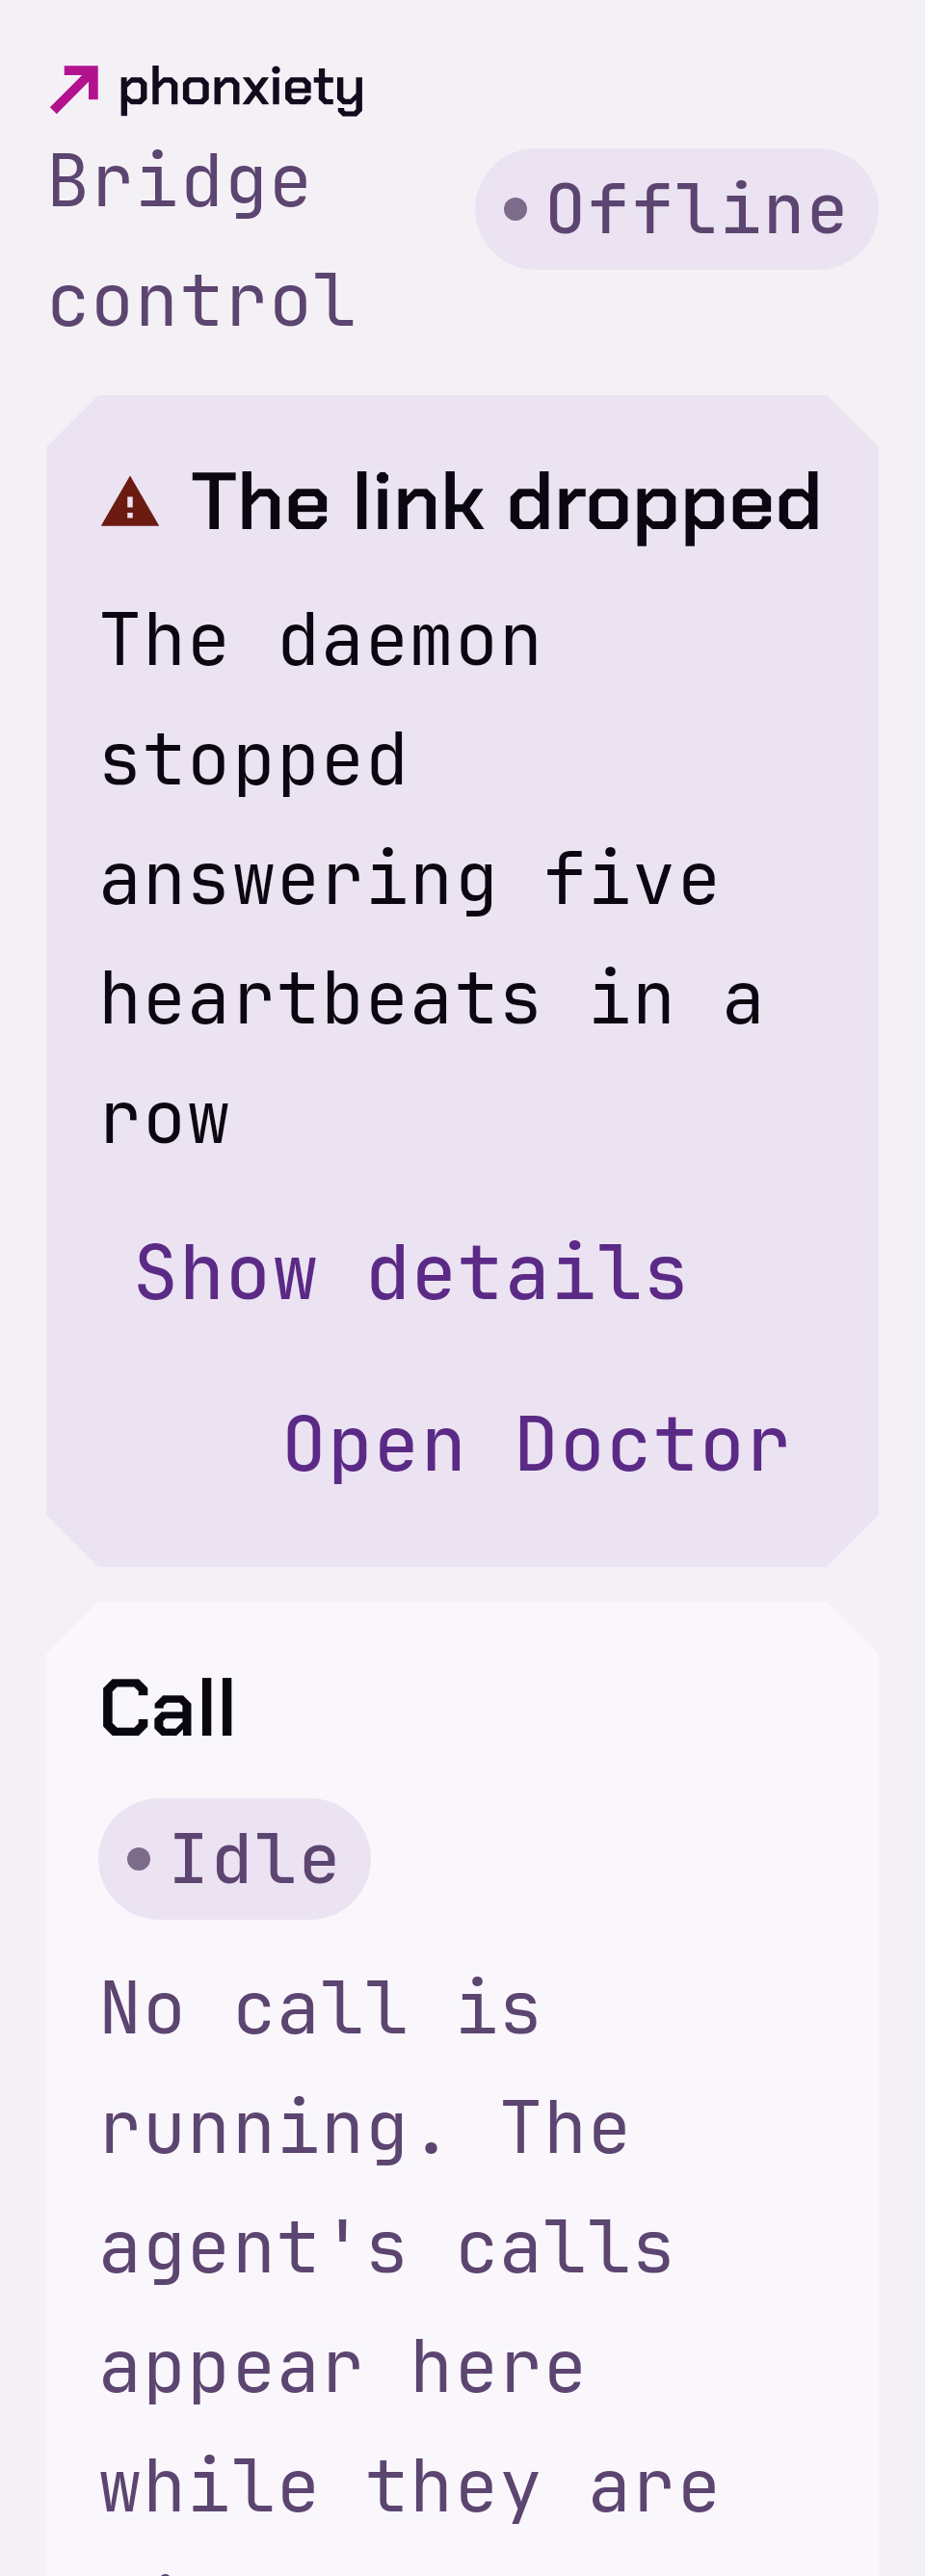 phonxiety
Bridge
control
Offline
The link dropped
The daemon
stopped
answering five
heartbeats in a
row
Show details
Open Doctor
Call
Idle
No call is
running. The
agent's calls
appear here
while they are